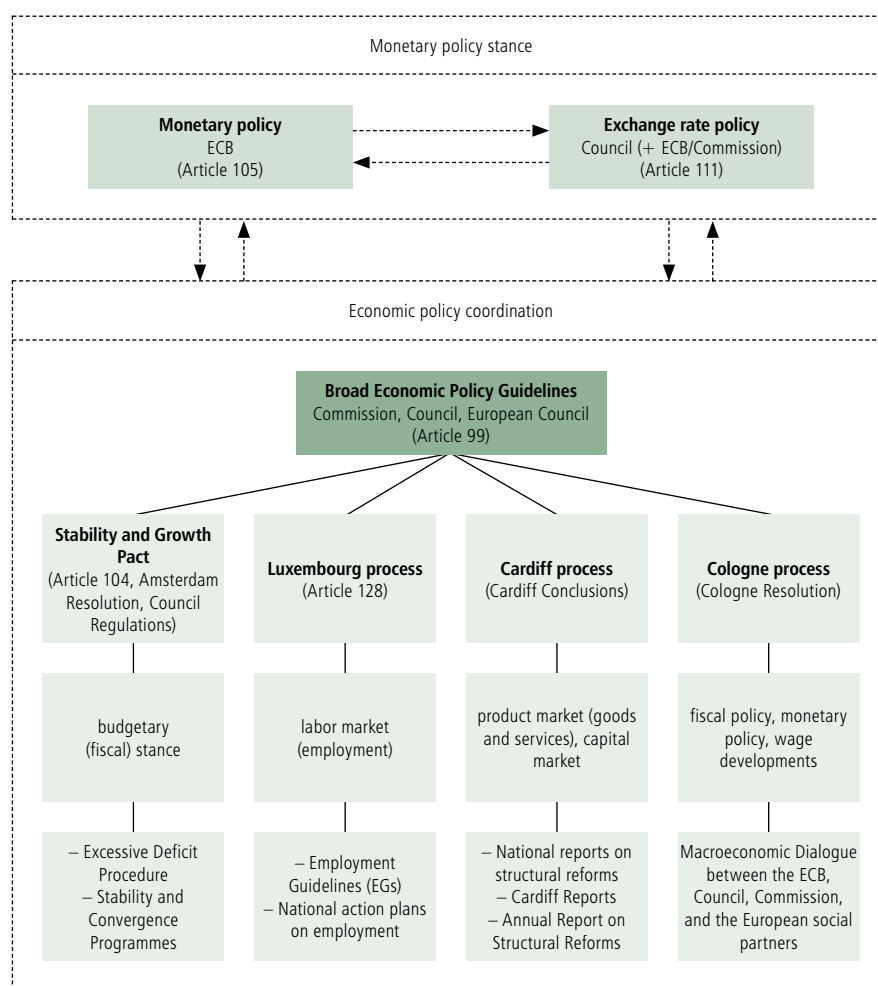 Monetary policy stance
Monetary policy
ECB
(Article 105)
Exchange rate policy
Council (+ ECB/Commission)
(Article 111)
Economic policy coordination
Broad Economic Policy Guidelines
Commission, Council, European Council
(Article 99)
Stability and Growth
Pact
(Article 104, Amsterdam
Resolution, Council
Regulations)
Luxembourg process
(Article 128)
Cardiff process
(Cardiff Conclusions)
Cologne process
(Cologne Resolution)
budgetary
(fiscal) stance
labor market
(employment)
product market (goods
and services), capital
market
fiscal policy, monetary
policy, wage
developments
– Excessive Deficit
Procedure
– Stability and
Convergence
Programmes
– Employment
Guidelines (EGs)
– National action plans
on employment
– National reports on
structural reforms
– Cardiff Reports
– Annual Report on
Structural Reforms
Macroeconomic Dialogue
between the ECB,
Council, Commission,
and the European social
partners